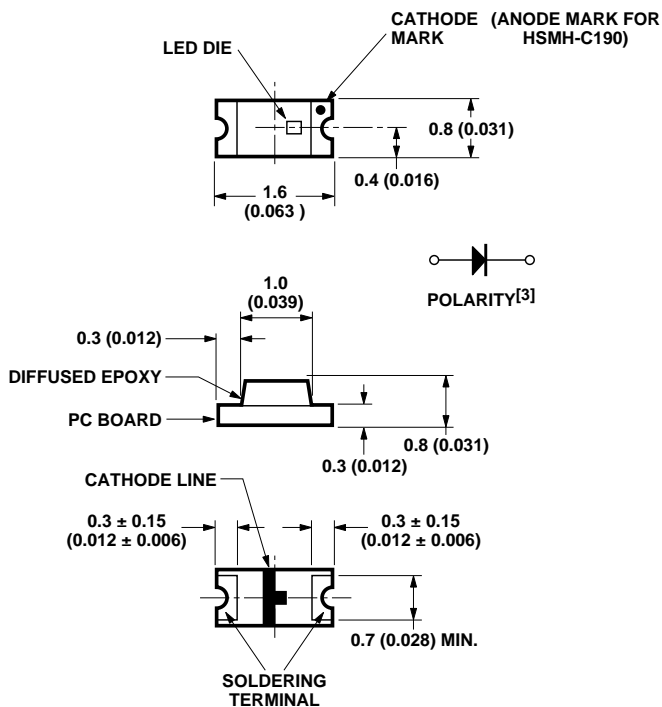 CATHODE MARK
(ANODE MARK FOR HSMH-C190)
LED DIE
0.8 (0.031)
0.4 (0.016)
1.6
(0.063 )
POLARITY[3]
1.0
(0.039)
0.3 (0.012)
DIFFUSED EPOXY
PC BOARD
0.8 (0.031)
0.3 (0.012)
CATHODE LINE
0.3 ± 0.15
(0.012 ± 0.006)
0.3 ± 0.15
(0.012 ± 0.006)
0.7 (0.028) MIN.
SOLDERING
TERMINAL